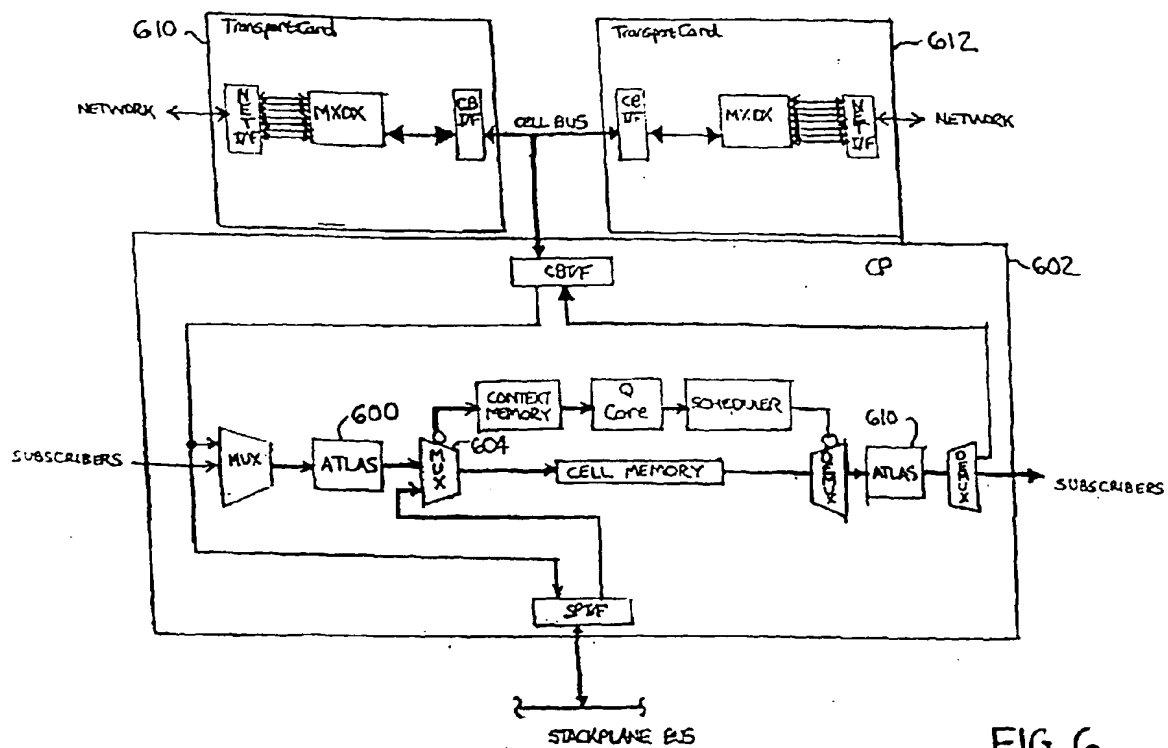 610
Transport Card
Transport Card
612
NETWORK
NET I/F
MXDX
CB I/F
CELL BUS
CB I/F
MXDX
NET I/F
NETWORK
CBI/F
CP
602
600
CONTEXT MEMORY
Q Core
SCHEDULER
610
604
SUBSCRIBERS
MUX
ATLAS
MUX
CELL MEMORY
DEMUX
ATLAS
DEMUX
SUBSCRIBERS
SPI/F
STACKPLANE BUS
FIG 6